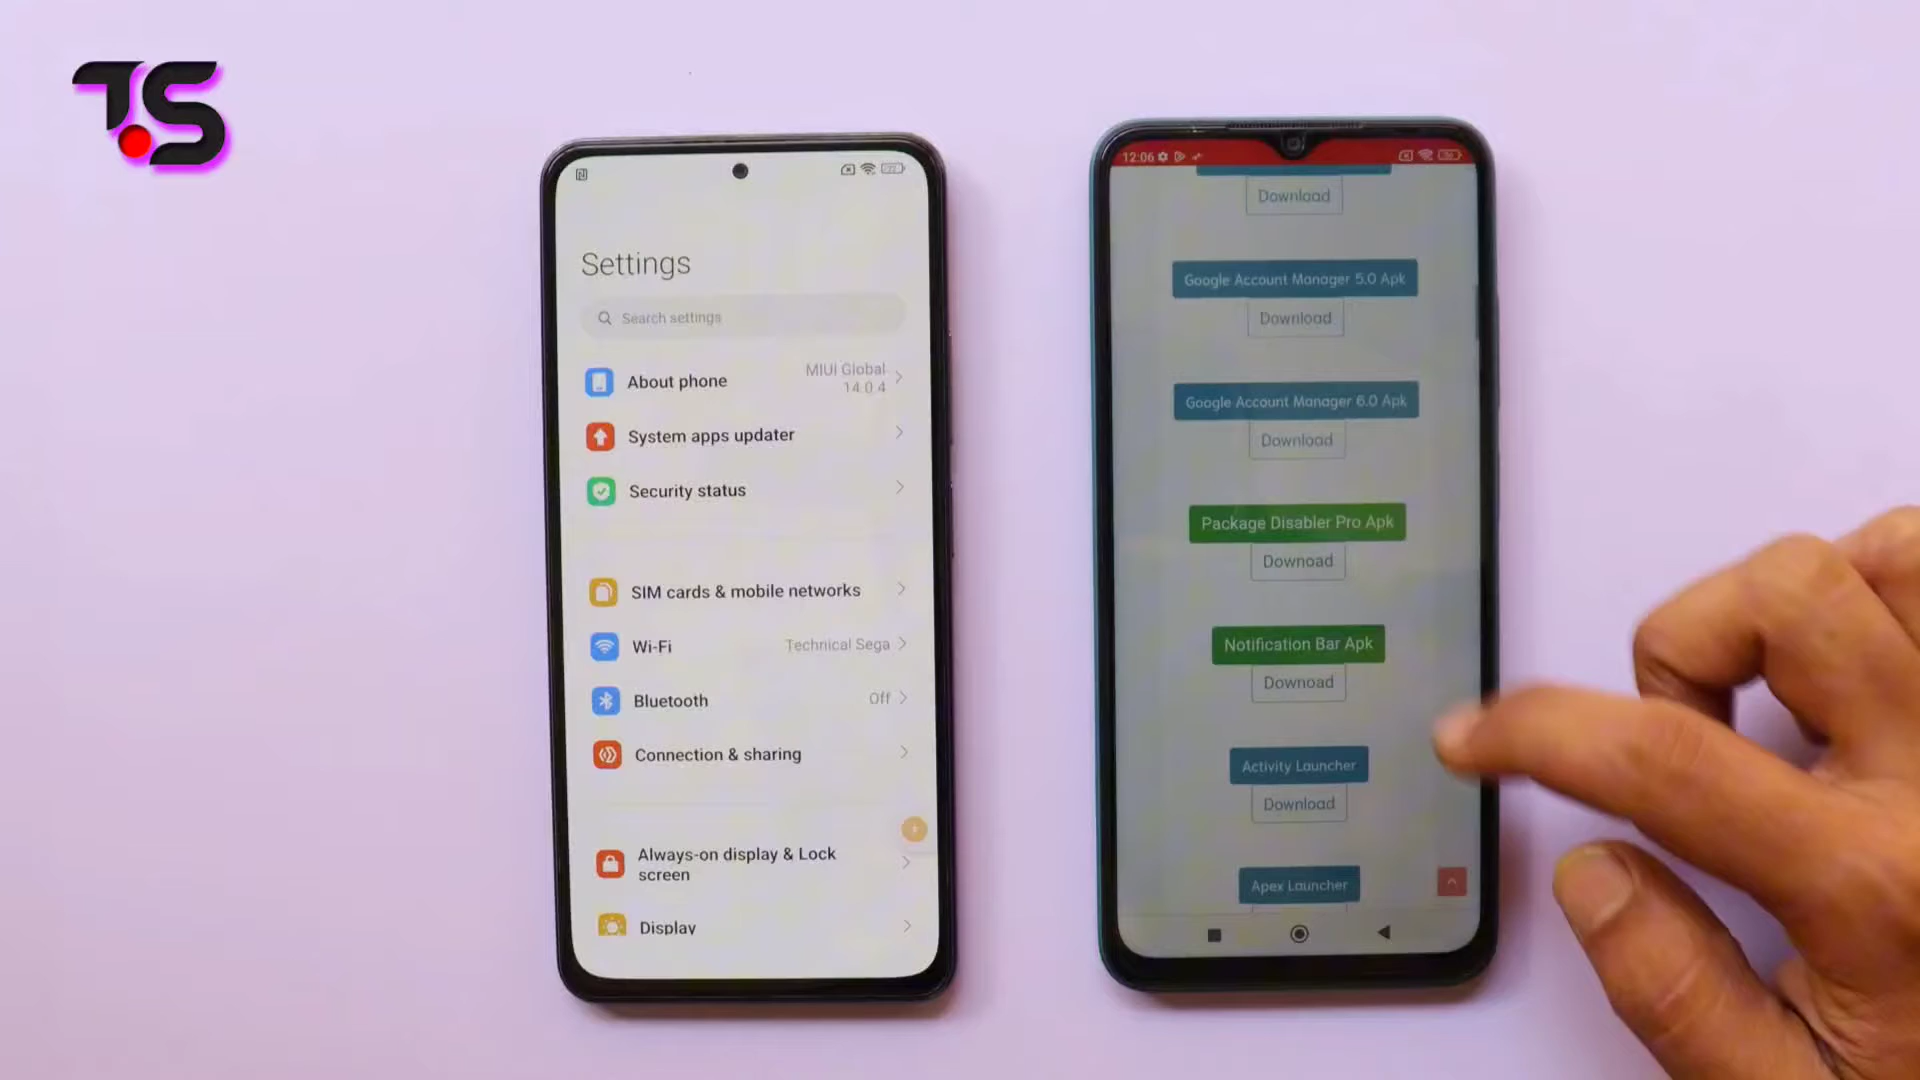 TS
Settings
Search settings
About phone
MIUI Global
14.0.4
System apps updater
Security status
SIM cards & mobile networks
Wi-Fi
Technical Sega
Bluetooth
Off
Connection & sharing
Always-on display & Lock
screen
Display
12:06
Download
Google Account Manager 5.0 Apk
Download
Google Account Manager 6.0 Apk
Download
Package Disabler Pro Apk
Downoad
Notification Bar Apk
Downoad
Activity Launcher
Download
Apex Launcher